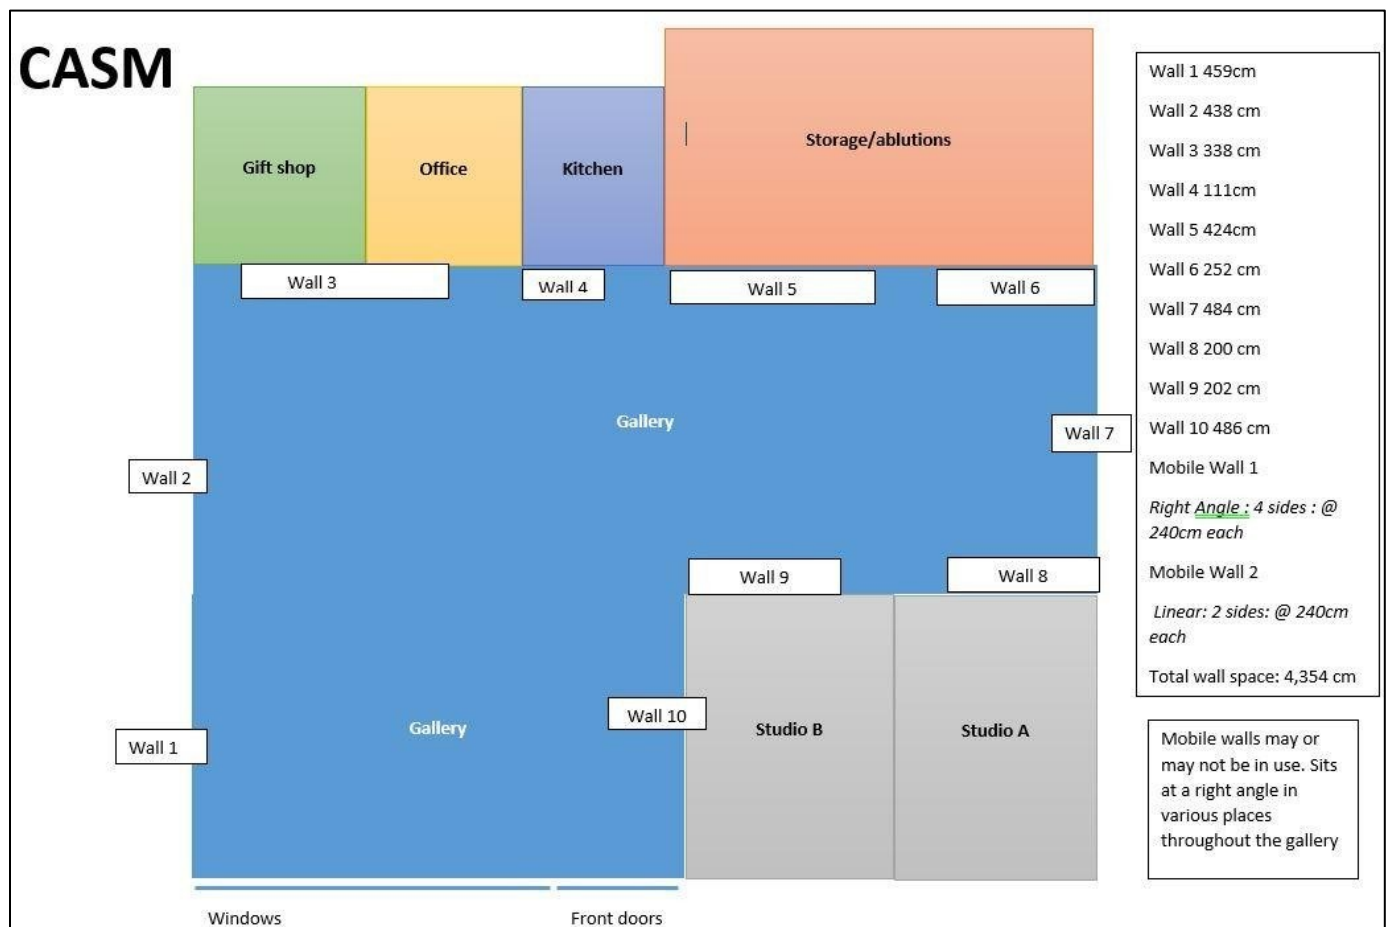 CASM
Gift shop
Office
Kitchen
Storage/ablutions
Wall 3
Wall 4
Wall 5
Wall 6
Gallery
Wall 7
Wall 2
Wall 9
Wall 8
Wall 10
Gallery
Studio B
Studio A
Wall 1
Windows
Front doors
Wall 1 459cm
Wall 2 438 cm
Wall 3 338 cm
Wall 4 111cm
Wall 5 424cm
Wall 6 252 cm
Wall 7 484 cm
Wall 8 200 cm
Wall 9 202 cm
Wall 10 486 cm
Mobile Wall 1
Right Angle : 4 sides : @
240cm each
Mobile Wall 2
Linear: 2 sides: @ 240cm
each
Total wall space: 4,354 cm
Mobile walls may or
may not be in use. Sits
at a right angle in
various places
throughout the gallery